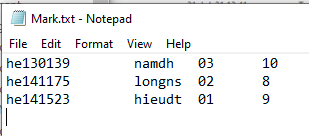 Mark.txt - Notepad
File Edit Format View Help
he130139 namdh 03 10
he141175 longns 02 8
he141523 hieudt 01 9